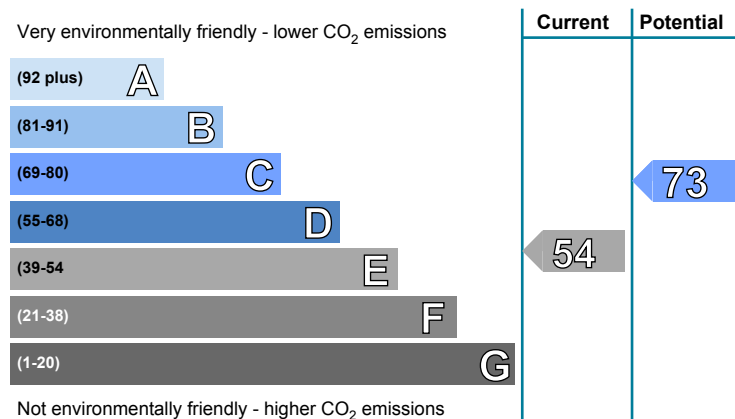 Very environmentally friendly - lower CO₂ emissions
Current
Potential
(92 plus) A
(81-91) B
(69-80) C
(55-68) D
(39-54 E
(21-38) F
(1-20) G
73
54
Not environmentally friendly - higher CO₂ emissions